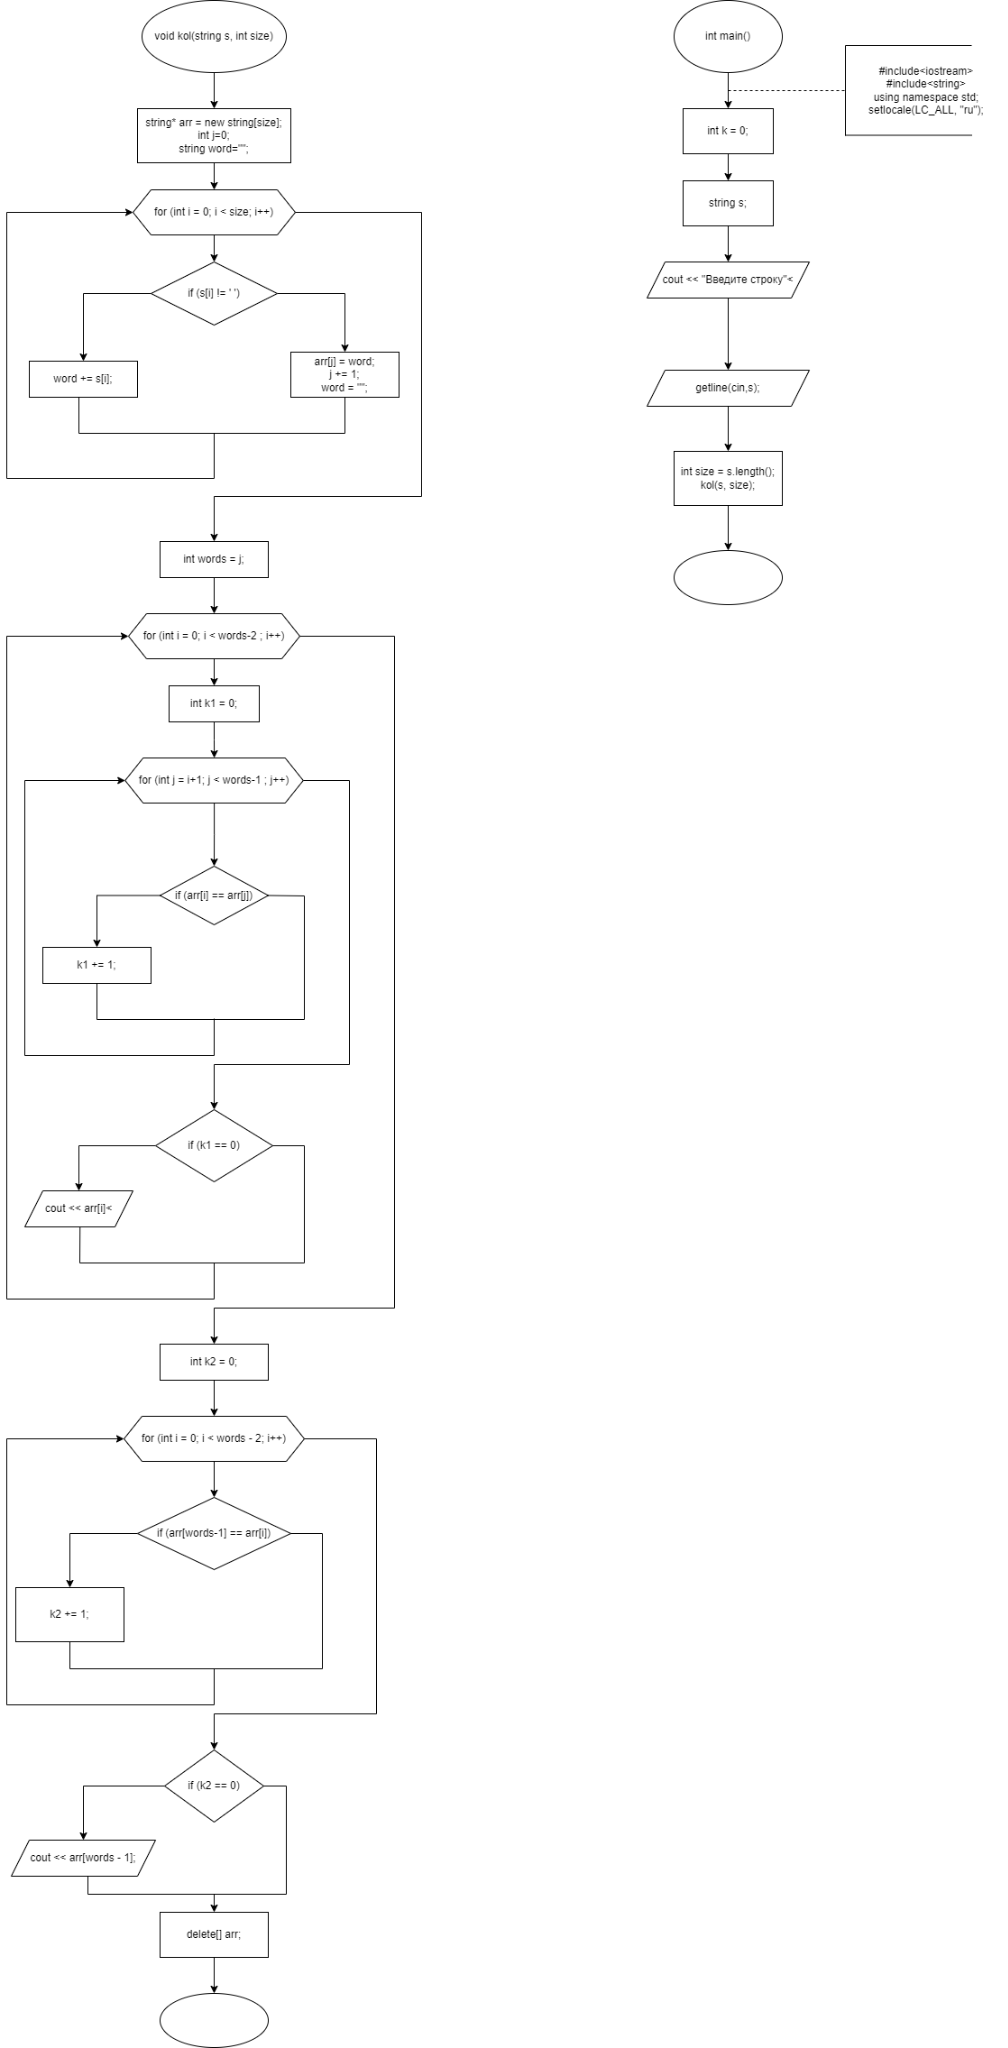 void kol(string s, int size)
string* arr = new string[size];
int j=0;
string word="";
for (int i = 0; i < size; i++)
if (s[i] != ' ')
word += s[i];
arr[j] = word;
j += 1;
word = "";
int words = j;
for (int i = 0; i < words-2 ; i++)
int k1 = 0;
for (int j = i+1; j < words-1 ; j++)
if (arr[i] == arr[j])
k1 += 1;
if (k1 == 0)
cout << arr[i]<
int k2 = 0;
for (int i = 0; i < words - 2; i++)
if (arr[words-1] == arr[i])
k2 += 1;
if (k2 == 0)
cout << arr[words - 1];
delete[] arr;
int main()
#include<iostream>
#include<string>
using namespace std;
setlocale(LC_ALL, "ru");
int k = 0;
string s;
cout << "Введите строку"<
getline(cin,s);
int size = s.length();
kol(s, size);